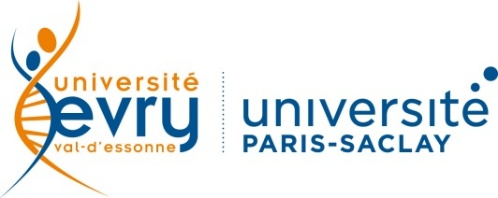 université
evry
val-d'essonne
université
PARIS-SACLAY